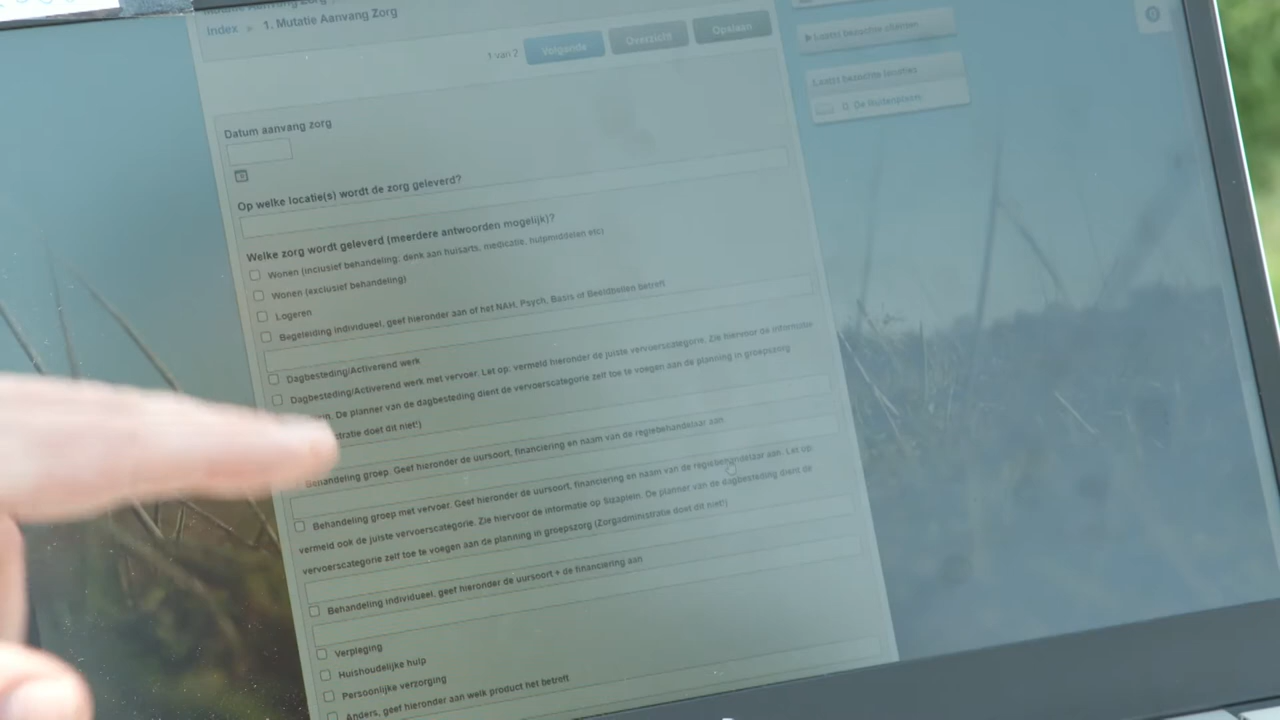 Index » 1. Mutatie Aanvang Zorg
1 van 2 Volgende Overzicht Opslaan
Laatst bezochte cliënten
Laatst bezochte locaties
Datum aanvang zorg
Op welke locatie(s) wordt de zorg geleverd?
Welke zorg wordt geleverd (meerdere antwoorden mogelijk)?
Wonen (inclusief behandeling: denk aan huisarts, medicatie, hulpmiddelen etc)
Wonen (exclusief behandeling)
Logeren
Begeleiding individueel, geef hieronder aan of het NAH, Psych, Basis of Beeldbellen betreft
Dagbesteding/Activerend werk
Dagbesteding/Activerend werk met vervoer. Let op: vermeld hieronder de juiste vervoerscategorie. Zie hiervoor de informatie
De planner van de dagbesteding dient de vervoerscategorie zelf toe te voegen aan de planning in groepszorg
doet dit niet!)
Behandeling groep. Geef hieronder de uursoort, financiering en naam van de regiebehandelaar aan.
Behandeling groep met vervoer. Geef hieronder de uursoort, financiering en naam van de regiebehandelaar aan. Let op:
vermeld ook de juiste vervoerscategorie. Zie hiervoor de informatie op Sizaplein. De planner van de dagbesteding dient de
vervoerscategorie zelf toe te voegen aan de planning in groepszorg (Zorgadministratie doet dit niet!)
Behandeling individueel, geef hieronder de uursoort + de financiering aan
Verpleging
Huishoudelijke hulp
Persoonlijke verzorging
Anders, geef hieronder aan welk product het betreft